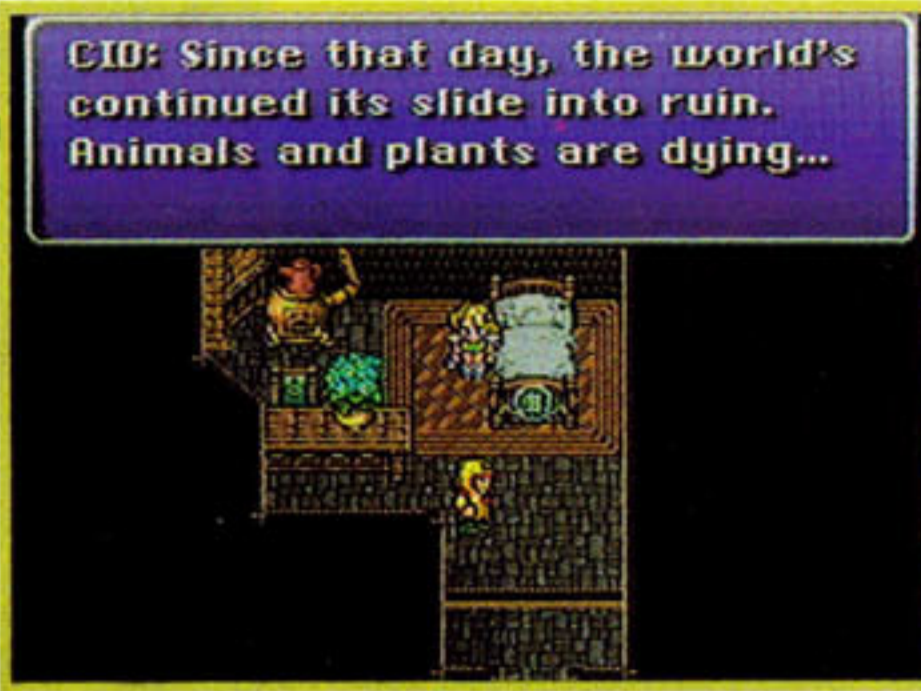 CID: Since that day, the world's
continued its slide into ruin.
Animals and plants are dying...